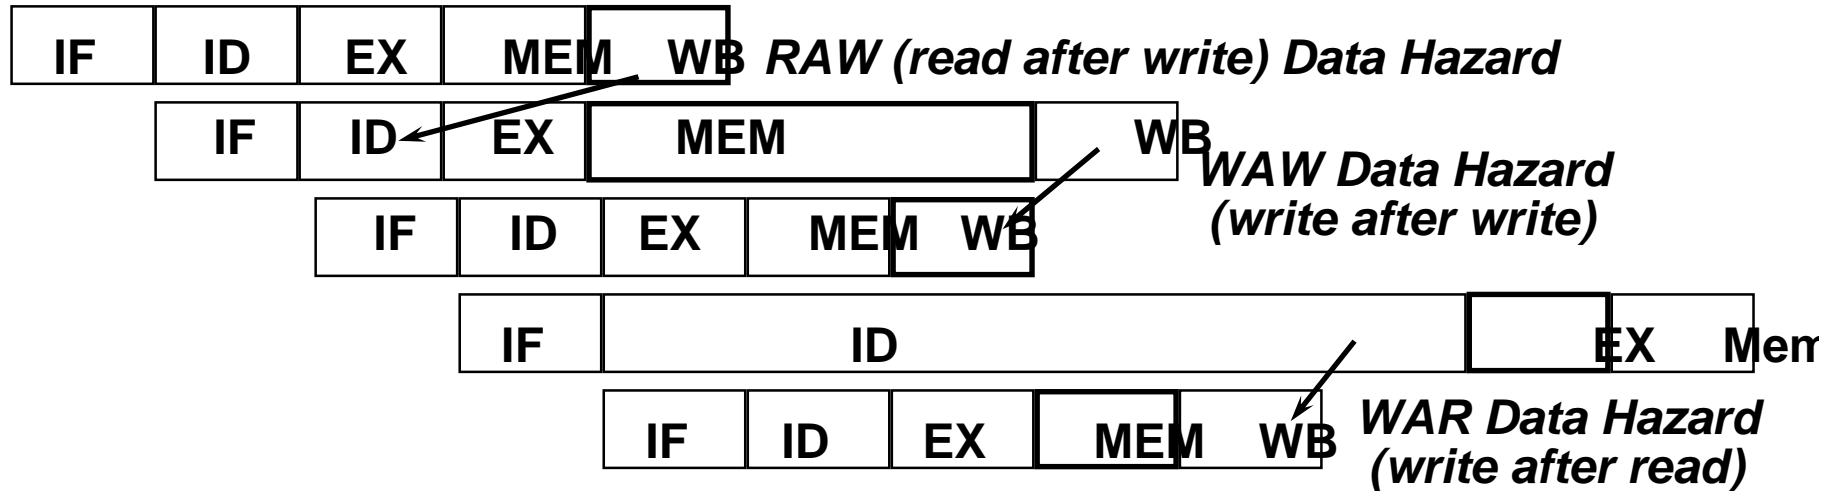 IF ID EX MEM WB RAW (read after write) Data Hazard
IF ID EX MEM WB
WAW Data Hazard
(write after write)
IF ID EX MEM WB
IF ID EX Mem
IF ID EX MEM WB
WAR Data Hazard
(write after read)